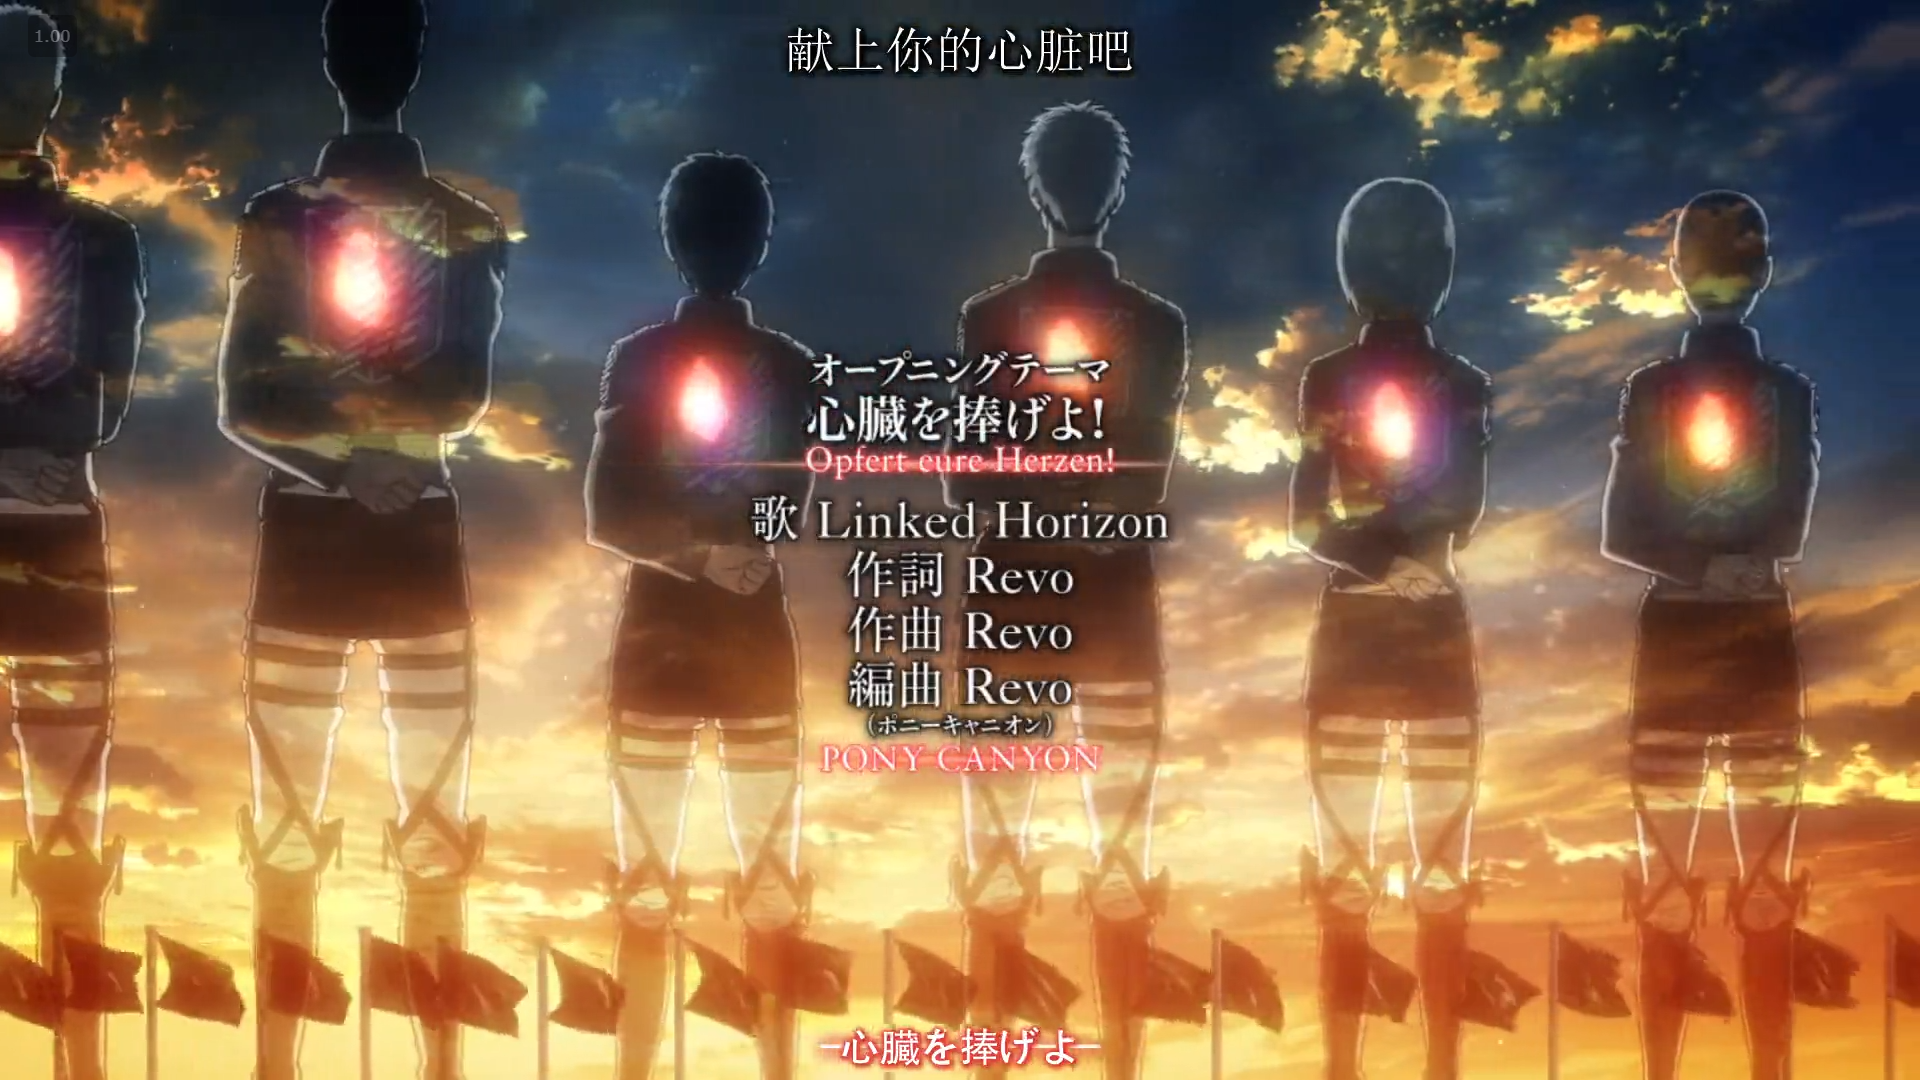 1.00
献上你的心脏吧
オープニングテーマ
心臓を捧げよ!
Opfert eure Herzen!
歌 Linked Horizon
作詞 Revo
作曲 Revo
編曲 Revo
(ポニーキャニオン)
PONY CANYON
心臓を捧げよ